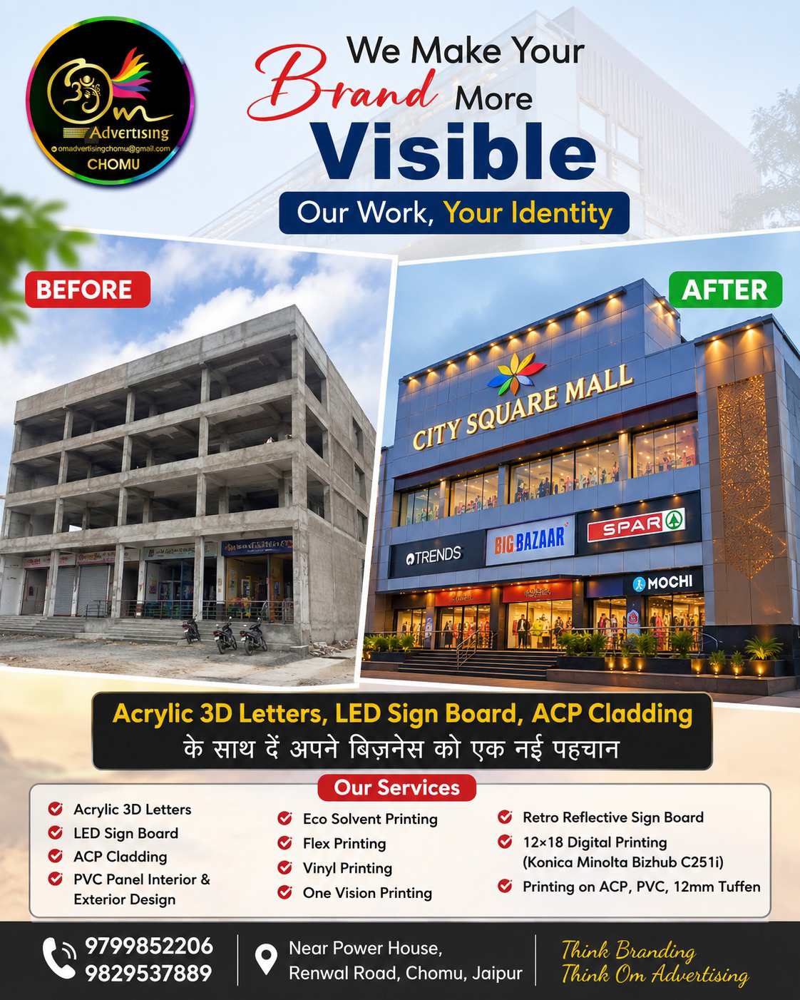 Om
Advertising
omadvertisingchomu@gmail.com
CHOMU
We Make Your
Brand More
Visible
Our Work, Your Identity
BEFORE
AFTER
CITY SQUARE MALL
TRENDS
BIG BAZAAR
SPAR
MOCHI
Acrylic 3D Letters, LED Sign Board, ACP Cladding
के साथ दें अपने बिज़नेस को एक नई पहचान
Our Services
Acrylic 3D Letters
LED Sign Board
ACP Cladding
PVC Panel Interior &
Exterior Design
Eco Solvent Printing
Flex Printing
Vinyl Printing
One Vision Printing
Retro Reflective Sign Board
12×18 Digital Printing
(Konica Minolta Bizhub C251i)
Printing on ACP, PVC, 12mm Tuffen
9799852206
9829537889
Near Power House,
Renwal Road, Chomu, Jaipur
Think Branding
Think Om Advertising